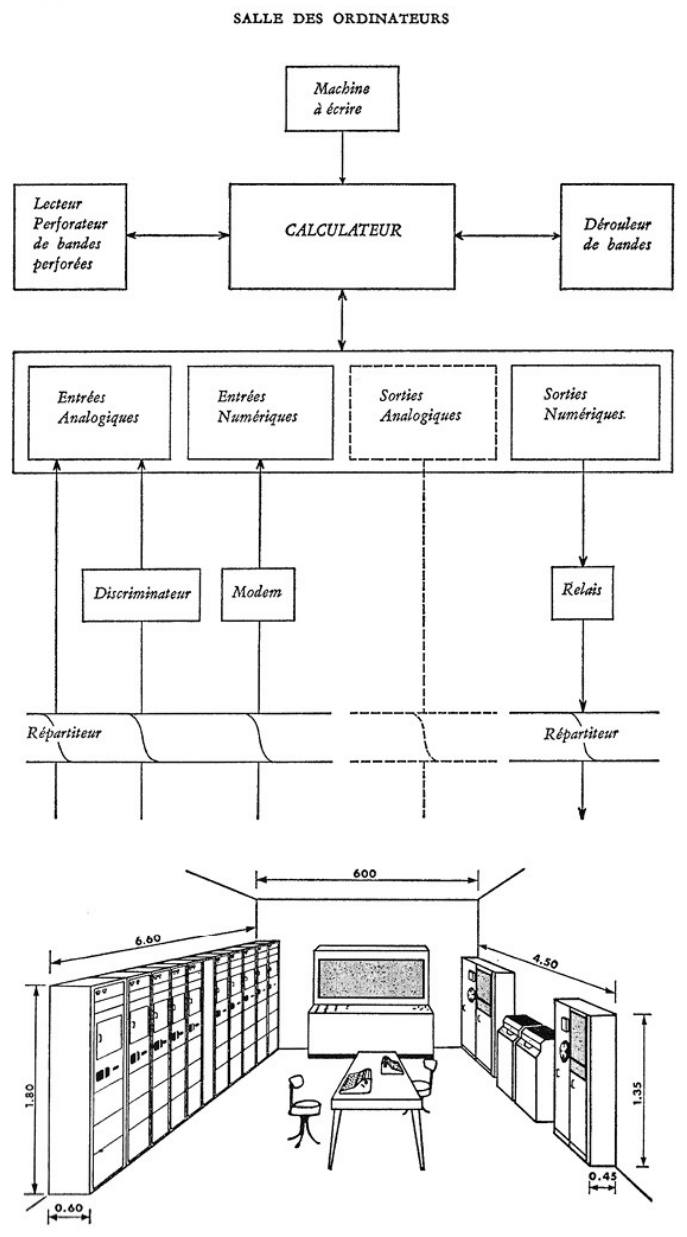 SALLE DES ORDINATEURS
Machine
à écrire
Lecteur
Perforateur
de bandes
perforées
CALCULATEUR
Dérouleur
de bandes
Entrées
Analogiques
Entrées
Numériques
Sorties
Analogiques
Sorties
Numériques.
Discriminateur
Modem
Relais
Répartiteur
Répartiteur
600
6.60
4.50
1.80
1.35
0.60
0.45